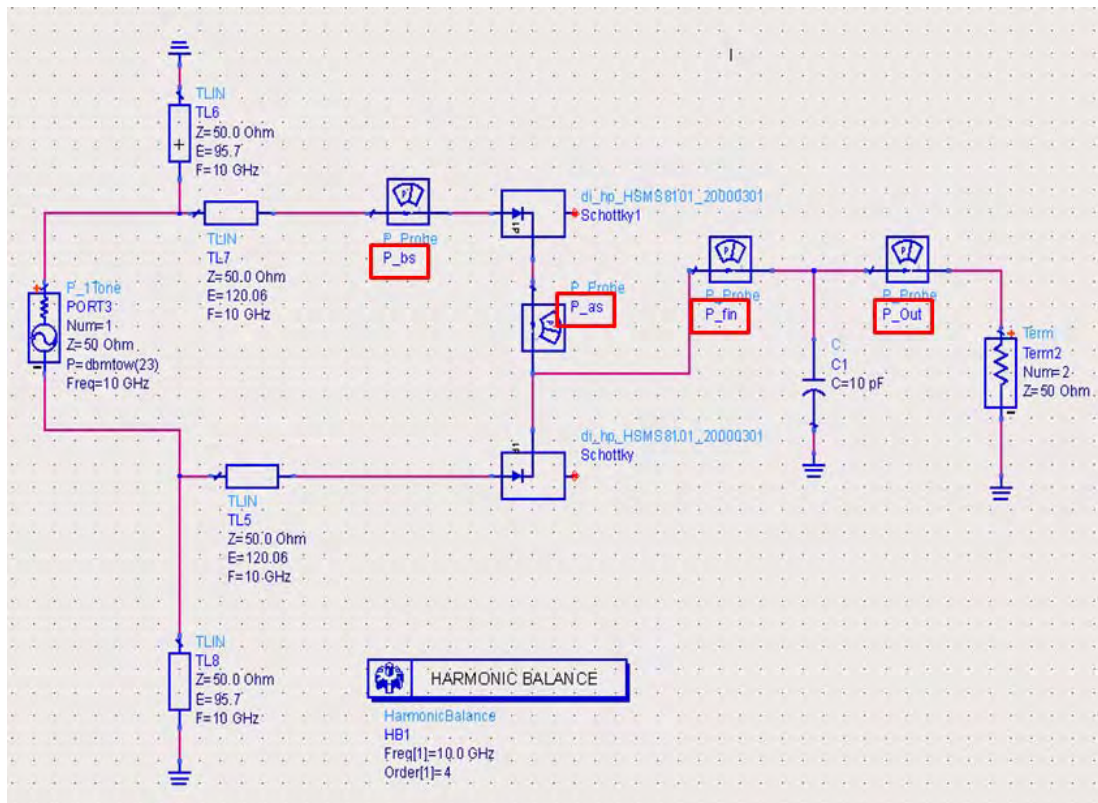 TLIN
TL6
Z=50.0 Ohm
E=95.7
F=10 GHz
TLIN
TL7
Z=50.0 Ohm
E=120.06
F=10 GHz
P_Probe
P_bs
di_hp_HSMS8101_20000301
Schottky1
P_1Tone
PORT3
Num=1
Z=50 Ohm
P=dbmtow(23)
Freq=10 GHz
P_Probe
P_as
P_Probe
P_fin
P_Probe
P_Out
C
C1
C=10 pF
Term
Term2
Num=2
Z=50 Ohm
di_hp_HSMS8101_20000301
Schottky
TLIN
TL5
Z=50.0 Ohm
E=120.06
F=10 GHz
TLIN
TL8
Z=50.0 Ohm
E=95.7
F=10 GHz
HARMONIC BALANCE
HarmonicBalance
HB1
Freq[1]=10.0 GHz
Order[1]=4